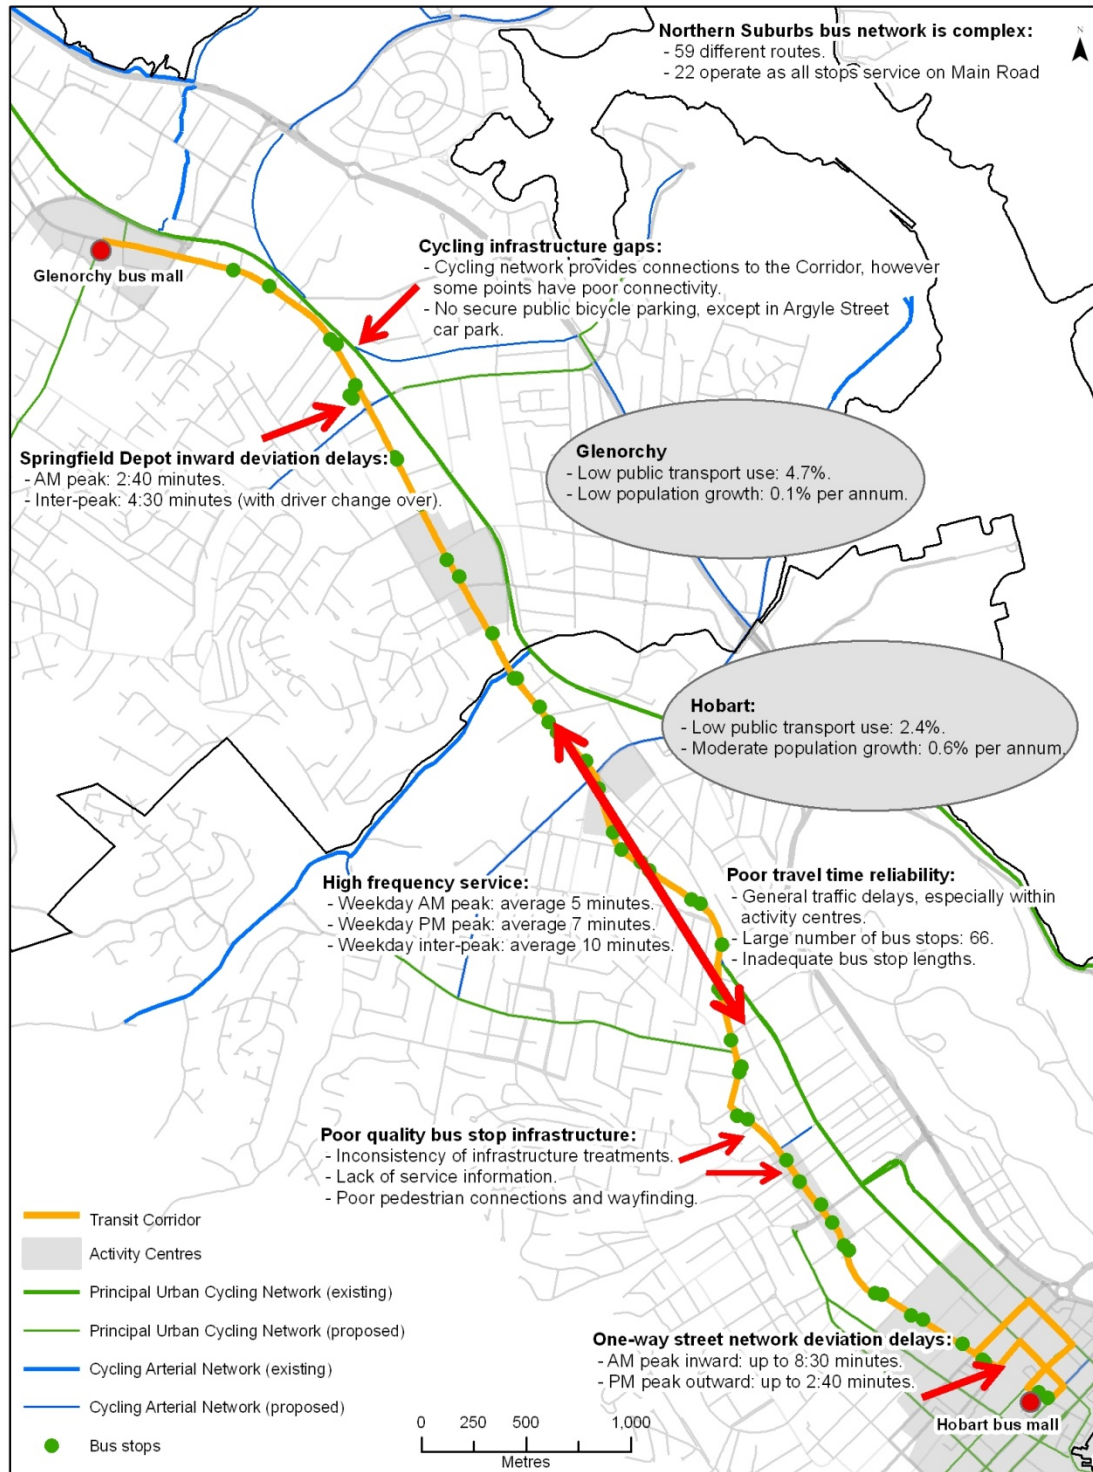 Northern Suburbs bus network is complex:
- 59 different routes.
- 22 operate as all stops service on Main Road
N
Cycling infrastructure gaps:
- Cycling network provides connections to the Corridor, however
some points have poor connectivity.
- No secure public bicycle parking, except in Argyle Street
car park.
Glenorchy bus mall
Springfield Depot inward deviation delays:
- AM peak: 2:40 minutes.
- Inter-peak: 4:30 minutes (with driver change over).
Glenorchy
- Low public transport use: 4.7%.
- Low population growth: 0.1% per annum.
Hobart:
- Low public transport use: 2.4%.
- Moderate population growth: 0.6% per annum.
High frequency service:
- Weekday AM peak: average 5 minutes.
- Weekday PM peak: average 7 minutes.
- Weekday inter-peak: average 10 minutes.
Poor travel time reliability:
- General traffic delays, especially within
activity centres.
- Large number of bus stops: 66.
- Inadequate bus stop lengths.
Poor quality bus stop infrastructure:
- Inconsistency of infrastructure treatments.
- Lack of service information.
- Poor pedestrian connections and wayfinding.
One-way street network deviation delays:
- AM peak inward: up to 8:30 minutes.
- PM peak outward: up to 2:40 minutes.
Hobart bus mall
Transit Corridor
Activity Centres
Principal Urban Cycling Network (existing)
Principal Urban Cycling Network (proposed)
Cycling Arterial Network (existing)
Cycling Arterial Network (proposed)
Bus stops
0 250 500 1,000
Metres